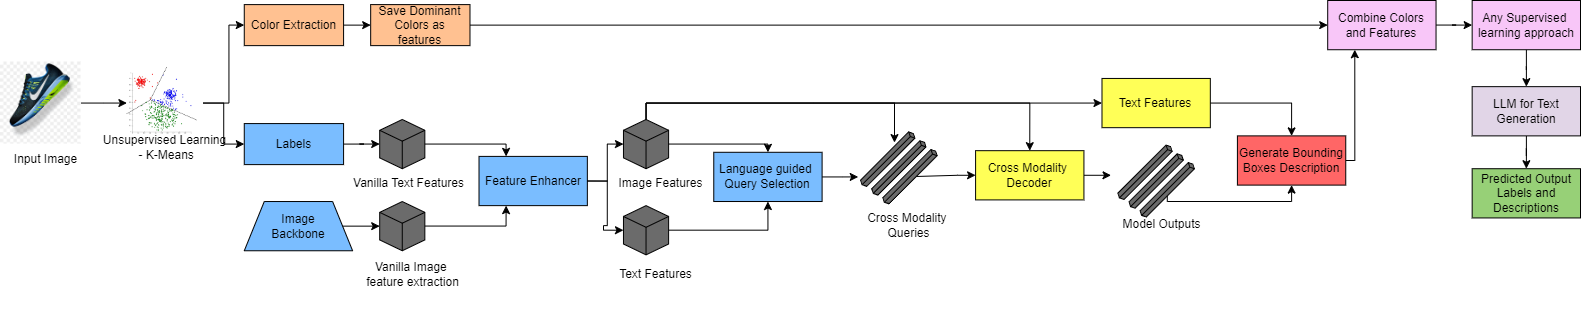 Input Image
Unsupervised Learning
- K-Means
Color Extraction
Save Dominant
Colors as
features
Labels
Vanilla Text Features
Image
Backbone
Vanilla Image
feature extraction
Feature Enhancer
Image Features
Text Features
Language guided
Query Selection
Cross Modality
Queries
Cross Modality
Decoder
Text Features
Model Outputs
Generate Bounding
Boxes Description
Combine Colors
and Features
Any Supervised
learning approach
LLM for Text
Generation
Predicted Output
Labels and
Descriptions